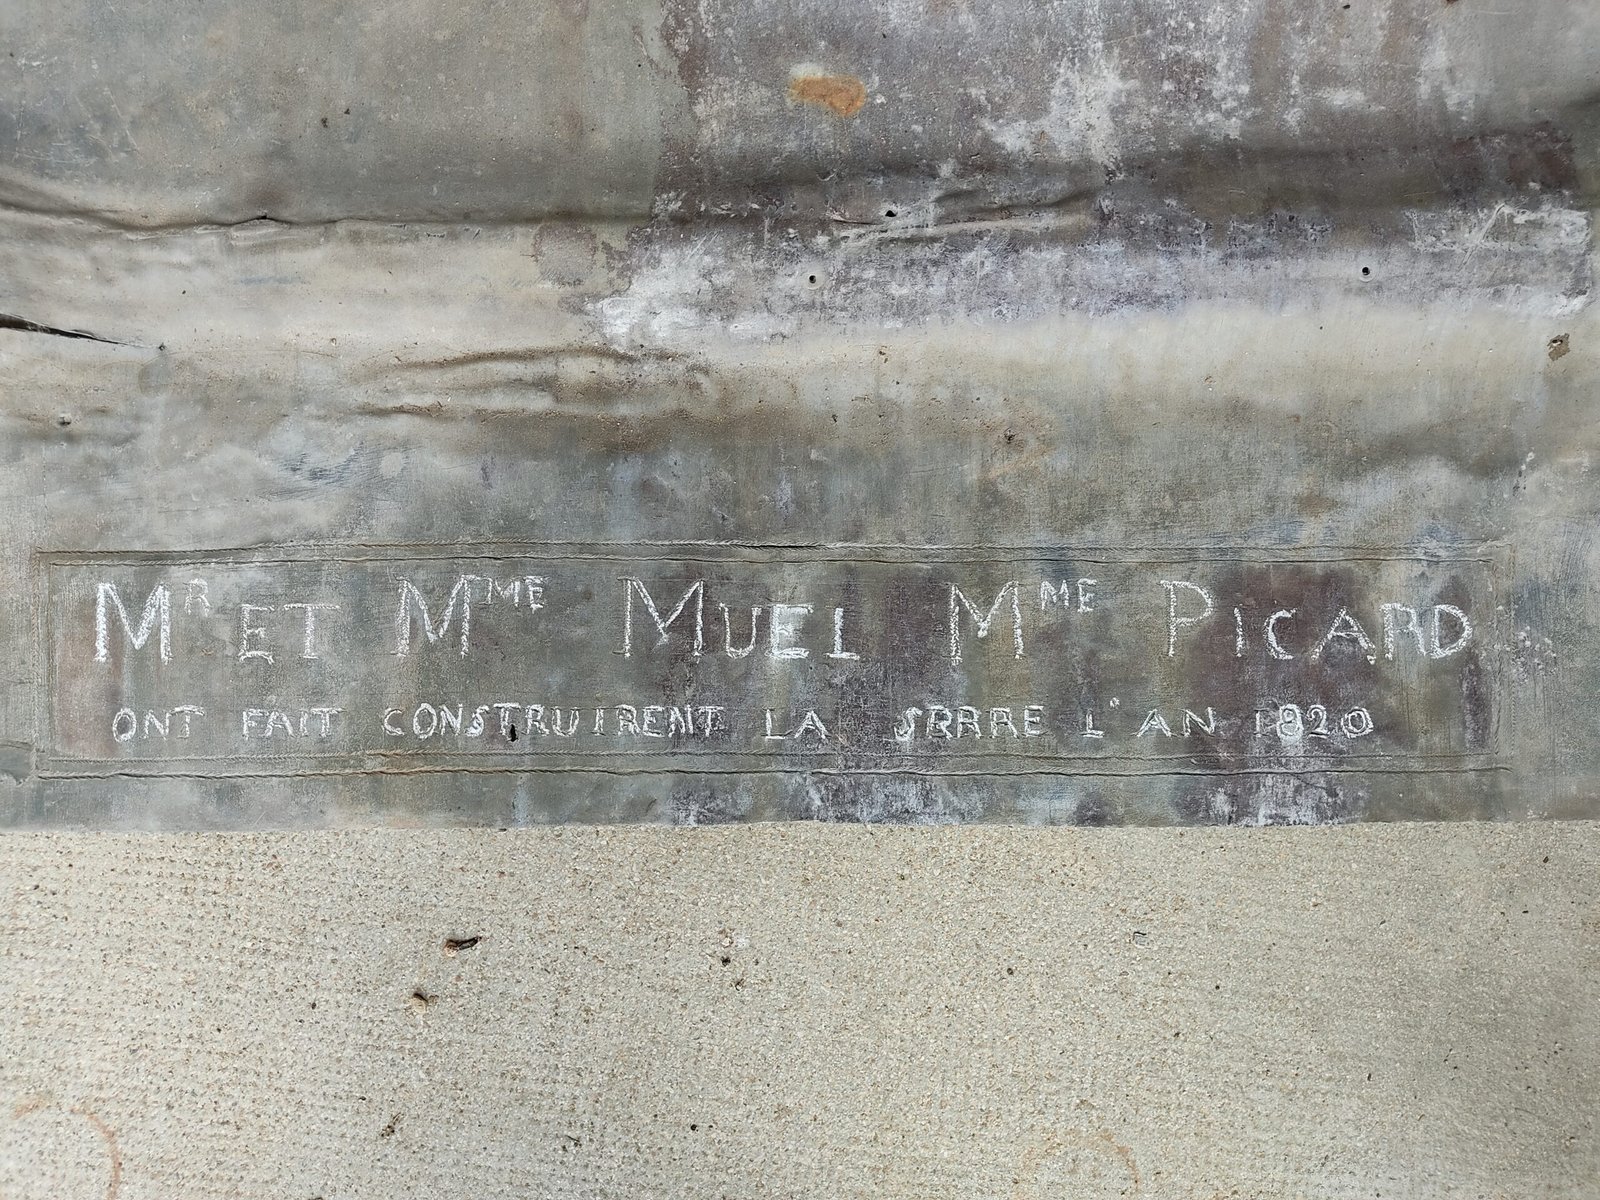 MR ET MME MUEL MME PICARD
ONT FAIT CONSTRUIRENT LA SRRRE L'AN 1820